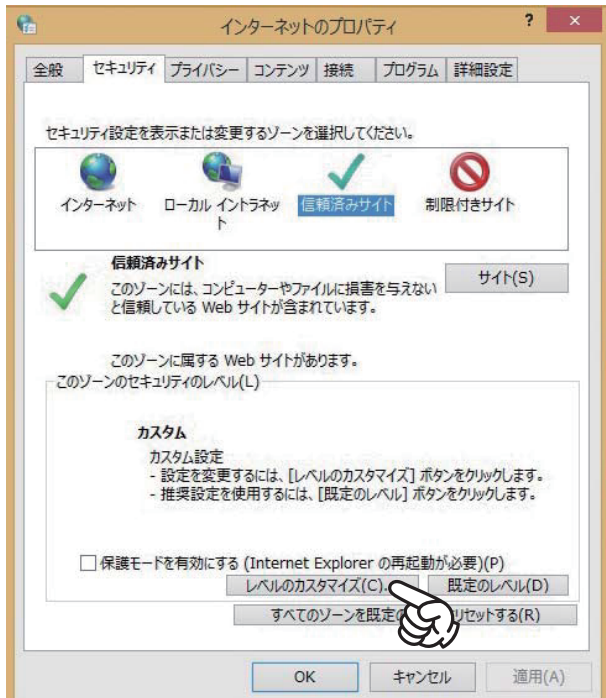 インターネットのプロパティ
? ×
全般 セキュリティ プライバシー コンテンツ 接続 プログラム 詳細設定
セキュリティ設定を表示または変更するゾーンを選択してください。
インターネット ローカル イントラネット 信頼済みサイト 制限付きサイト
信頼済みサイト
このゾーンには、コンピューターやファイルに損害を与えない
と信頼している Web サイトが含まれています。
サイト(S)
このゾーンに属する Web サイトがあります。
このゾーンのセキュリティのレベル(L)
カスタム
カスタム設定
- 設定を変更するには、[レベルのカスタマイズ] ボタンをクリックします。
- 推奨設定を使用するには、[既定のレベル] ボタンをクリックします。
保護モードを有効にする (Internet Explorer の再起動が必要)(P)
レベルのカスタマイズ(C).. 既定のレベル(D)
すべてのゾーンを既定の リセットする(R)
OK キャンセル 適用(A)